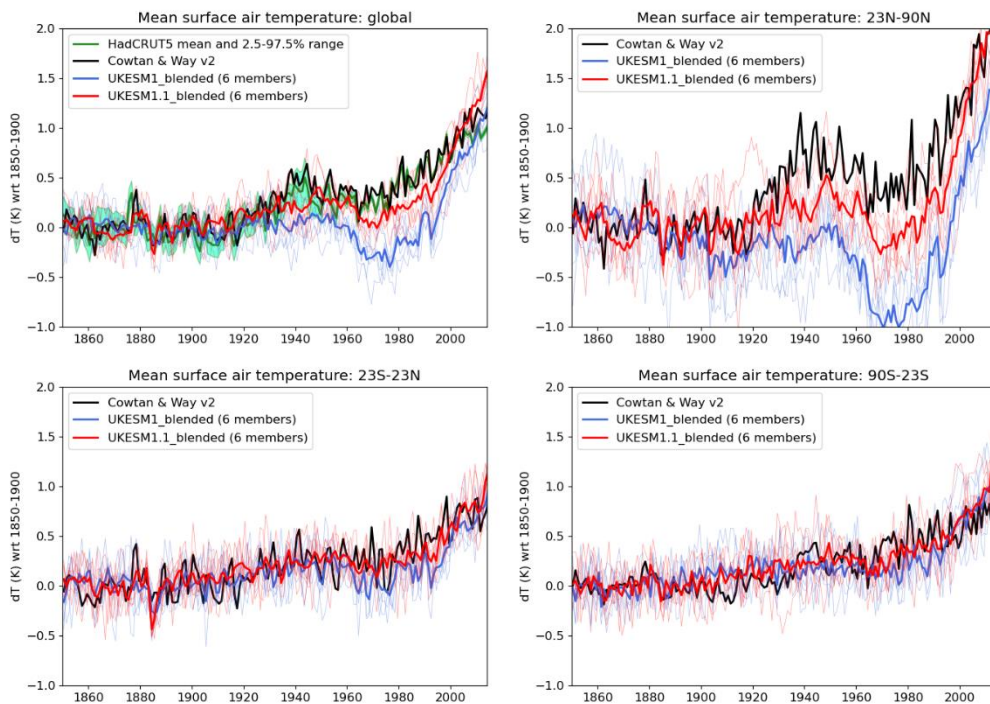 Mean surface air temperature: global
HadCRUT5 mean and 2.5-97.5% range
Cowtan & Way v2
UKESM1_blended (6 members)
UKESM1.1_blended (6 members)
dT (K) wrt 1850-1900
2.0
1.5
1.0
0.5
0.0
−0.5
−1.0
1860 1880 1900 1920 1940 1960 1980 2000
Mean surface air temperature: 23N-90N
Cowtan & Way v2
UKESM1_blended (6 members)
UKESM1.1_blended (6 members)
dT (K) wrt 1850-1900
2.0
1.5
1.0
0.5
0.0
−0.5
−1.0
1860 1880 1900 1920 1940 1960 1980 2000
Mean surface air temperature: 23S-23N
Cowtan & Way v2
UKESM1_blended (6 members)
UKESM1.1_blended (6 members)
dT (K) wrt 1850-1900
2.0
1.5
1.0
0.5
0.0
−0.5
−1.0
1860 1880 1900 1920 1940 1960 1980 2000
Mean surface air temperature: 90S-23S
Cowtan & Way v2
UKESM1_blended (6 members)
UKESM1.1_blended (6 members)
dT (K) wrt 1850-1900
2.0
1.5
1.0
0.5
0.0
−0.5
−1.0
1860 1880 1900 1920 1940 1960 1980 2000